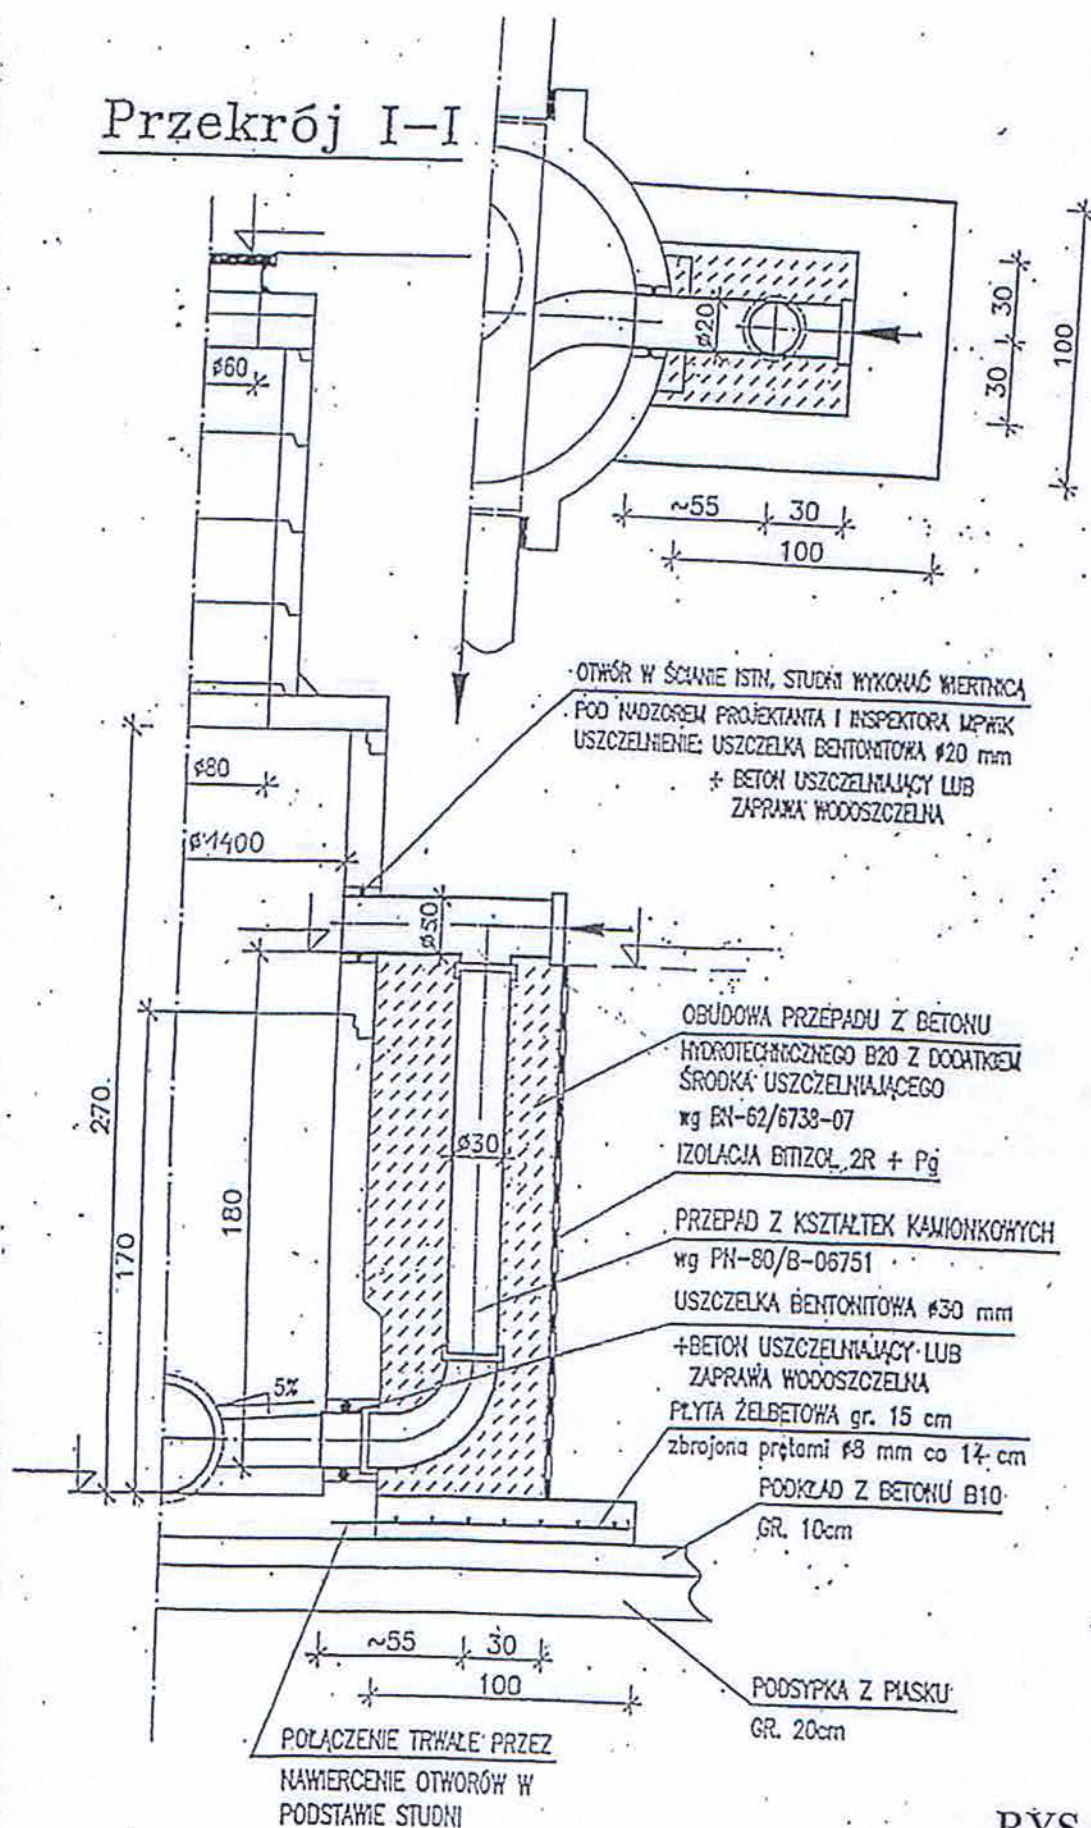 Przekrój I-I
ø20
30
30
100
ø60
~55
30
100
OTWÓR W ŚCIANIE ISTN. STUDNI WYKONAĆ WIERTNICĄ
POD NADZOREM PROJEKTANTA I INSPEKTORA MPWIK
USZCZELNIENIE: USZCZELKA BENTONITOWA ø20 mm
+ BETON USZCZELNIAJĄCY LUB
ZAPRAWA WODOSZCZELNA
ø80
ø1400
ø50
OBUDOWA PRZEPADU Z BETONU
HYDROTECHNICZNEGO B20 Z DODATKIEM
ŚRODKA USZCZELNIAJĄCEGO
wg BN-62/6738-07
IZOLACJA BITIZOL 2R + Pg
270
170
180
ø30
PRZEPAD Z KSZTAŁTEK KAMIONKOWYCH
wg PN-80/B-06751
USZCZELKA BENTONITOWA ø30 mm
+BETON USZCZELNIAJĄCY LUB
ZAPRAWA WODOSZCZELNA
5%
PŁYTA ŻELBETOWA gr. 15 cm
zbrojona prętami ø8 mm co 14 cm
PODKŁAD Z BETONU B10
GR. 10cm
~55
30
100
PODSYPKA Z PIASKU
GR. 20cm
POŁĄCZENIE TRWAŁE PRZEZ
NAWIERCENIE OTWORÓW W
PODSTAWIE STUDNI
RYS